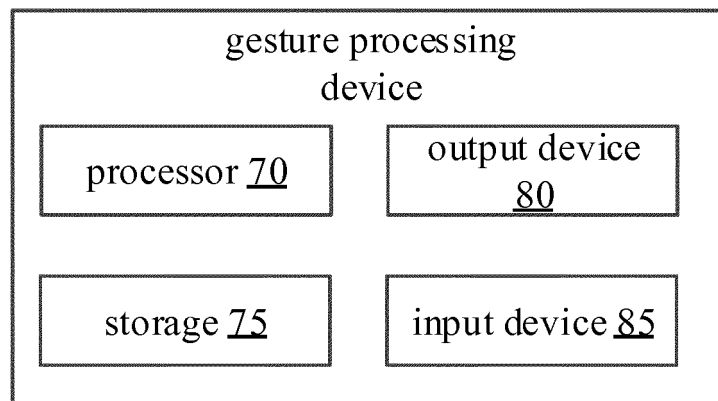 gesture processing
device
processor 70
output device
80
storage 75
input device 85